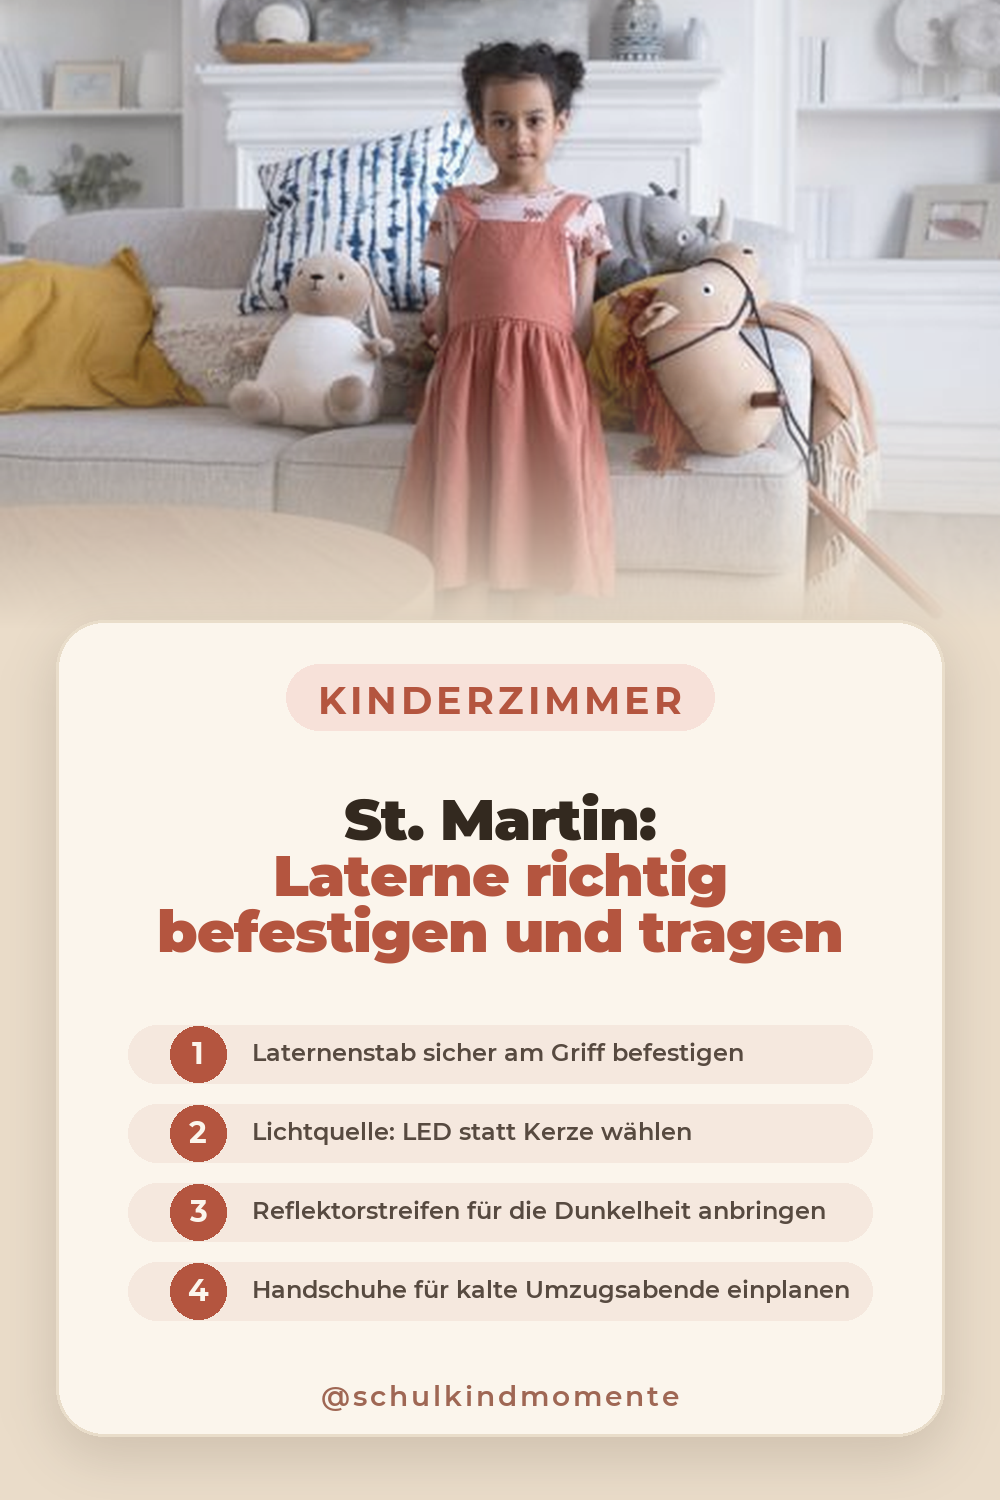 KINDERZIMMER
St. Martin:
Laterne richtig
befestigen und tragen
1 Laternenstab sicher am Griff befestigen
2 Lichtquelle: LED statt Kerze wählen
3 Reflektorstreifen für die Dunkelheit anbringen
4 Handschuhe für kalte Umzugsabende einplanen
@schulkindmomente